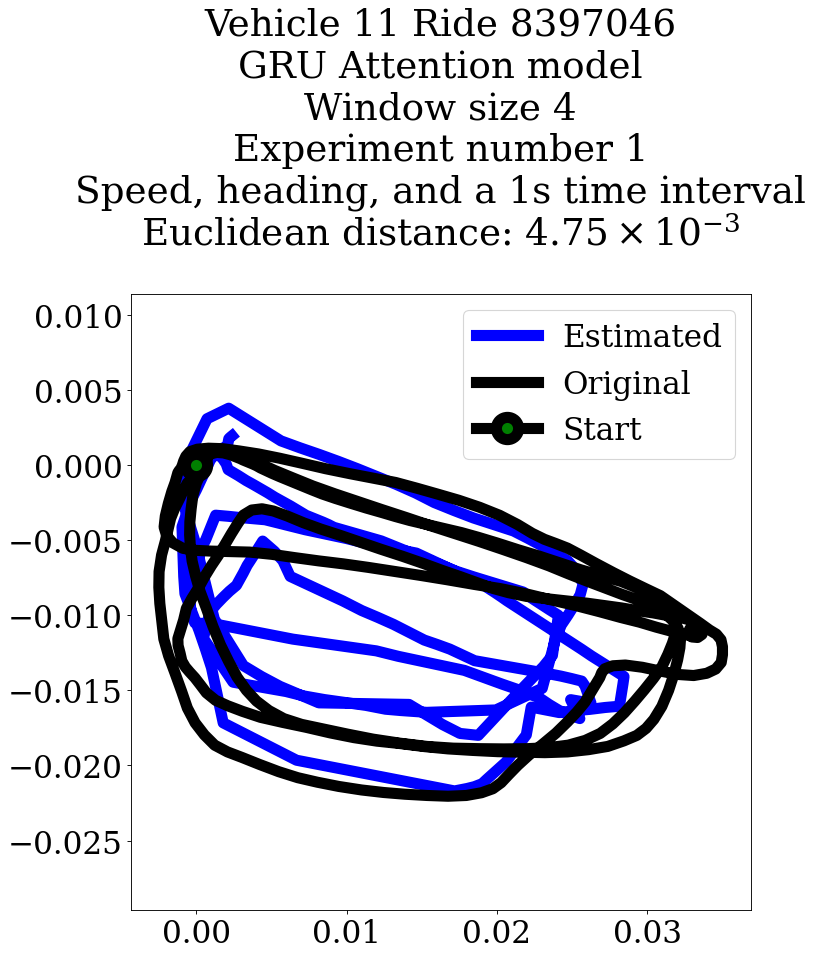 Vehicle 11 Ride 8397046
GRU Attention model
Window size 4
Experiment number 1
Speed, heading, and a 1s time interval
Euclidean distance: 4.75 × 10⁻³
Estimated
Original
Start
0.010
0.005
0.000
−0.005
−0.010
−0.015
−0.020
−0.025
0.00 0.01 0.02 0.03